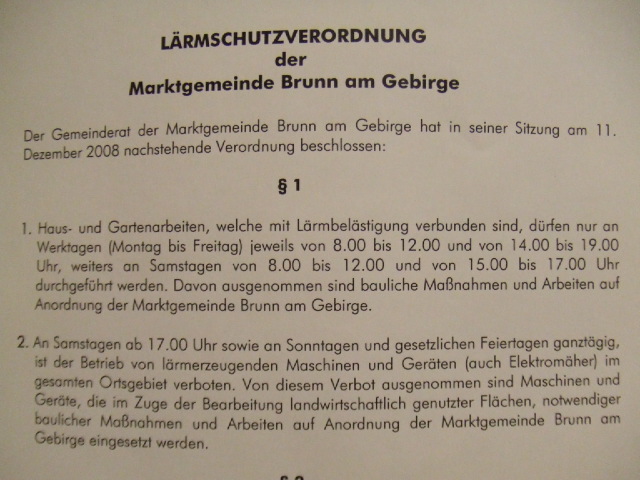 LÄRMSCHUTZVERORDNUNG
der
Marktgemeinde Brunn am Gebirge
Der Gemeinderat der Marktgemeinde Brunn am Gebirge hat in seiner Sitzung am 11.
Dezember 2008 nachstehende Verordnung beschlossen:
§ 1
1. Haus- und Gartenarbeiten, welche mit Lärmbelästigung verbunden sind, dürfen nur an
Werktagen (Montag bis Freitag) jeweils von 8.00 bis 12.00 und von 14.00 bis 19.00
Uhr, weiters an Samstagen von 8.00 bis 12.00 und von 15.00 bis 17.00 Uhr
durchgeführt werden. Davon ausgenommen sind bauliche Maßnahmen und Arbeiten auf
Anordnung der Marktgemeinde Brunn am Gebirge.
2. An Samstagen ab 17.00 Uhr sowie an Sonntagen und gesetzlichen Feiertagen ganztägig,
ist der Betrieb von lärmerzeugenden Maschinen und Geräten (auch Elektromäher) im
gesamten Ortsgebiet verboten. Von diesem Verbot ausgenommen sind Maschinen und
Geräte, die im Zuge der Bearbeitung landwirtschaftlich genutzter Flächen, notwendiger
baulicher Maßnahmen und Arbeiten auf Anordnung der Marktgemeinde Brunn am
Gebirge eingesetzt werden.